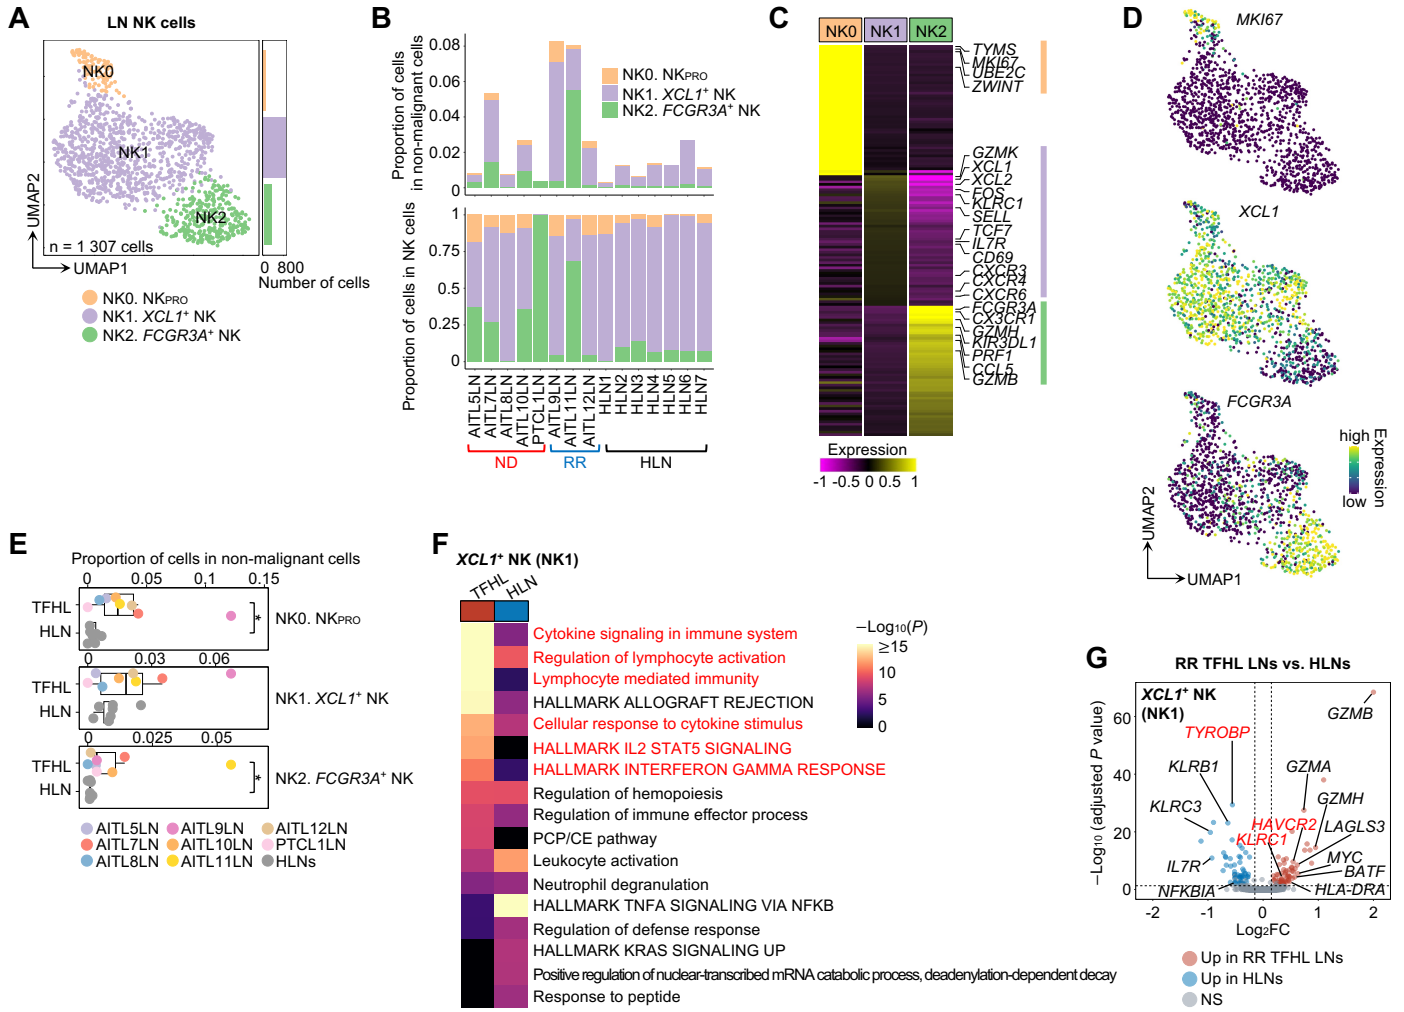 A
LN NK cells
NK0
NK1
NK2
n = 1 307 cells
UMAP2
UMAP1
0 800
Number of cells
NK0. NKPRO
NK1. XCL1+ NK
NK2. FCGR3A+ NK
B
Proportion of cells
in non-malignant cells
0.08
0.06
0.04
0.02
0
NK0. NKPRO
NK1. XCL1+ NK
NK2. FCGR3A+ NK
Proportion of cells in NK cells
1
0.75
0.5
0.25
0
AITL5LN
AITL7LN
AITL8LN
AITL10LN
PTCL1LN
AITL9LN
AITL11LN
AITL12LN
HLN1
HLN2
HLN3
HLN4
HLN5
HLN6
HLN7
ND
RR
HLN
C
NK0 NK1 NK2
TYMS
MKI67
UBE2C
ZWINT
GZMK
XCL1
XCL2
FOS
KLRC1
SELL
TCF7
IL7R
CD69
CXCR3
CXCR4
CXCR6
FCGR3A
CX3CR1
GZMH
KIR3DL1
PRF1
CCL5
GZMB
Expression
-1 -0.5 0 0.5 1
D
MKI67
XCL1
FCGR3A
high
low
Expression
UMAP2
UMAP1
E
Proportion of cells in non-malignant cells
0 0.05 0.1 0.15
TFHL
HLN
*
NK0. NKPRO
0 0.03 0.06
TFHL
HLN
NK1. XCL1+ NK
0 0.025 0.05
TFHL
HLN
*
NK2. FCGR3A+ NK
AITL5LN AITL9LN AITL12LN
AITL7LN AITL10LN PTCL1LN
AITL8LN AITL11LN HLNs
F
XCL1+ NK (NK1)
TFHL
HLN
Cytokine signaling in immune system
Regulation of lymphocyte activation
Lymphocyte mediated immunity
HALLMARK ALLOGRAFT REJECTION
Cellular response to cytokine stimulus
HALLMARK IL2 STAT5 SIGNALING
HALLMARK INTERFERON GAMMA RESPONSE
Regulation of hemopoiesis
Regulation of immune effector process
PCP/CE pathway
Leukocyte activation
Neutrophil degranulation
HALLMARK TNFA SIGNALING VIA NFKB
Regulation of defense response
HALLMARK KRAS SIGNALING UP
Positive regulation of nuclear-transcribed mRNA catabolic process, deadenylation-dependent decay
Response to peptide
−Log10(P)
≥15
10
5
0
G
RR TFHL LNs vs. HLNs
XCL1+ NK
(NK1)
−Log10 (adjusted P value)
60
40
20
0
GZMB
TYROBP
KLRB1
GZMA
KLRC3
GZMH
HAVCR2
LAGLS3
KLRC1
MYC
IL7R
BATF
NFKBIA
HLA-DRA
-2 -1 0 1 2
Log2FC
Up in RR TFHL LNs
Up in HLNs
NS